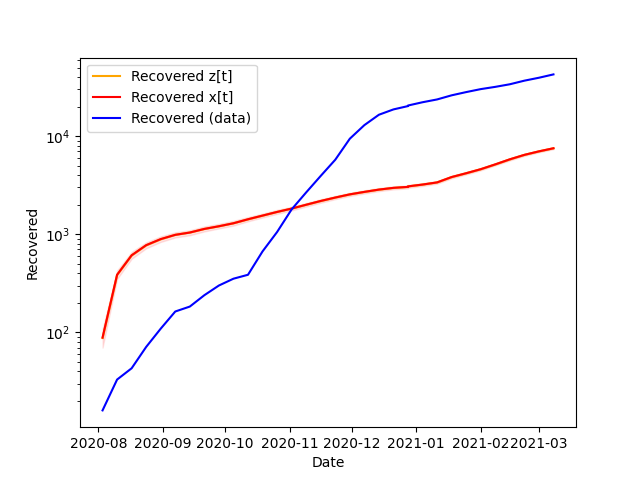 Recovered z[t]
Recovered x[t]
Recovered (data)
10^4
10^3
10^2
Recovered
2020-08 2020-09 2020-10 2020-11 2020-12 2021-01 2021-02 2021-03
Date